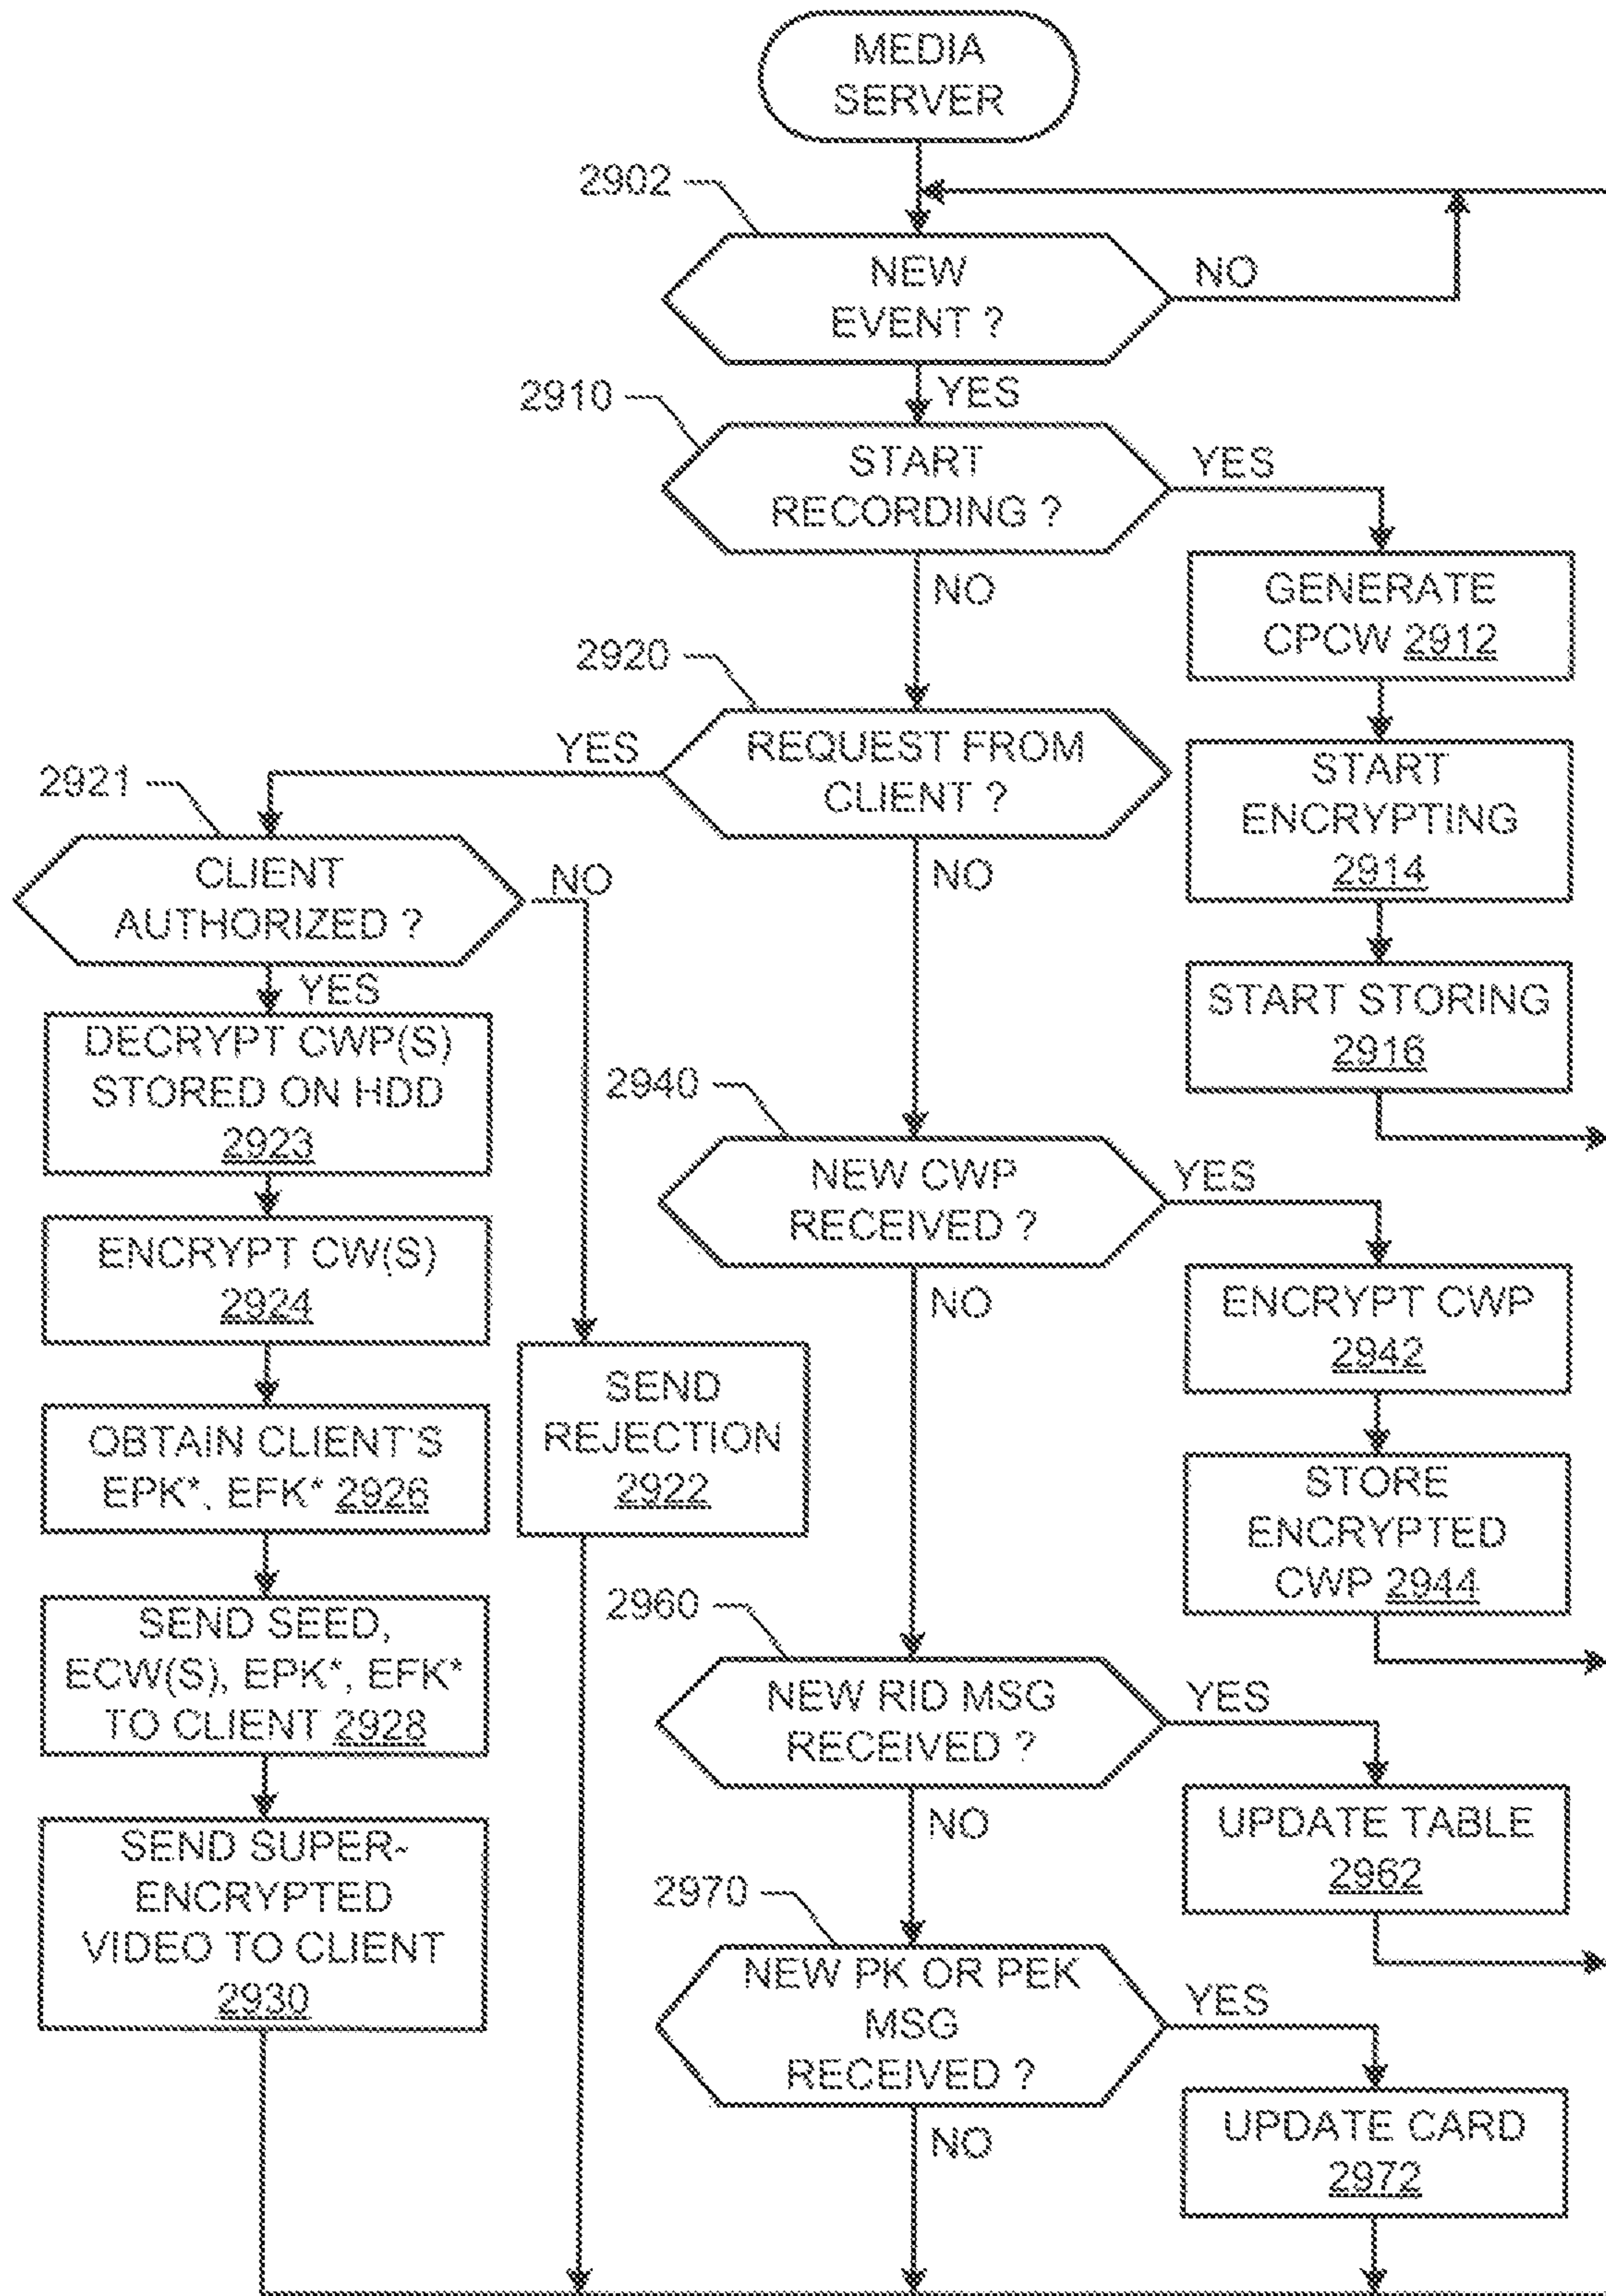 MEDIA
SERVER
2902
NEW
EVENT ?
NO
YES
2910
START
RECORDING ?
YES
NO
GENERATE
CPCW 2912
2920
REQUEST FROM
CLIENT ?
YES
NO
START
ENCRYPTING
2914
2921
CLIENT
AUTHORIZED ?
NO
YES
START STORING
2916
DECRYPT CWP(S)
STORED ON HDD
2923
2940
NEW CWP
RECEIVED ?
YES
NO
ENCRYPT CW(S)
2924
ENCRYPT CWP
2942
SEND
REJECTION
2922
OBTAIN CLIENT'S
EPK*, EFK* 2926
STORE
ENCRYPTED
CWP 2944
2960
SEND SEED,
ECW(S), EPK*, EFK*
TO CLIENT 2928
NEW RID MSG
RECEIVED ?
YES
NO
UPDATE TABLE
2962
SEND SUPER-
ENCRYPTED
VIDEO TO CLIENT
2930
2970
NEW PK OR PEK
MSG
RECEIVED ?
YES
NO
UPDATE CARD
2972